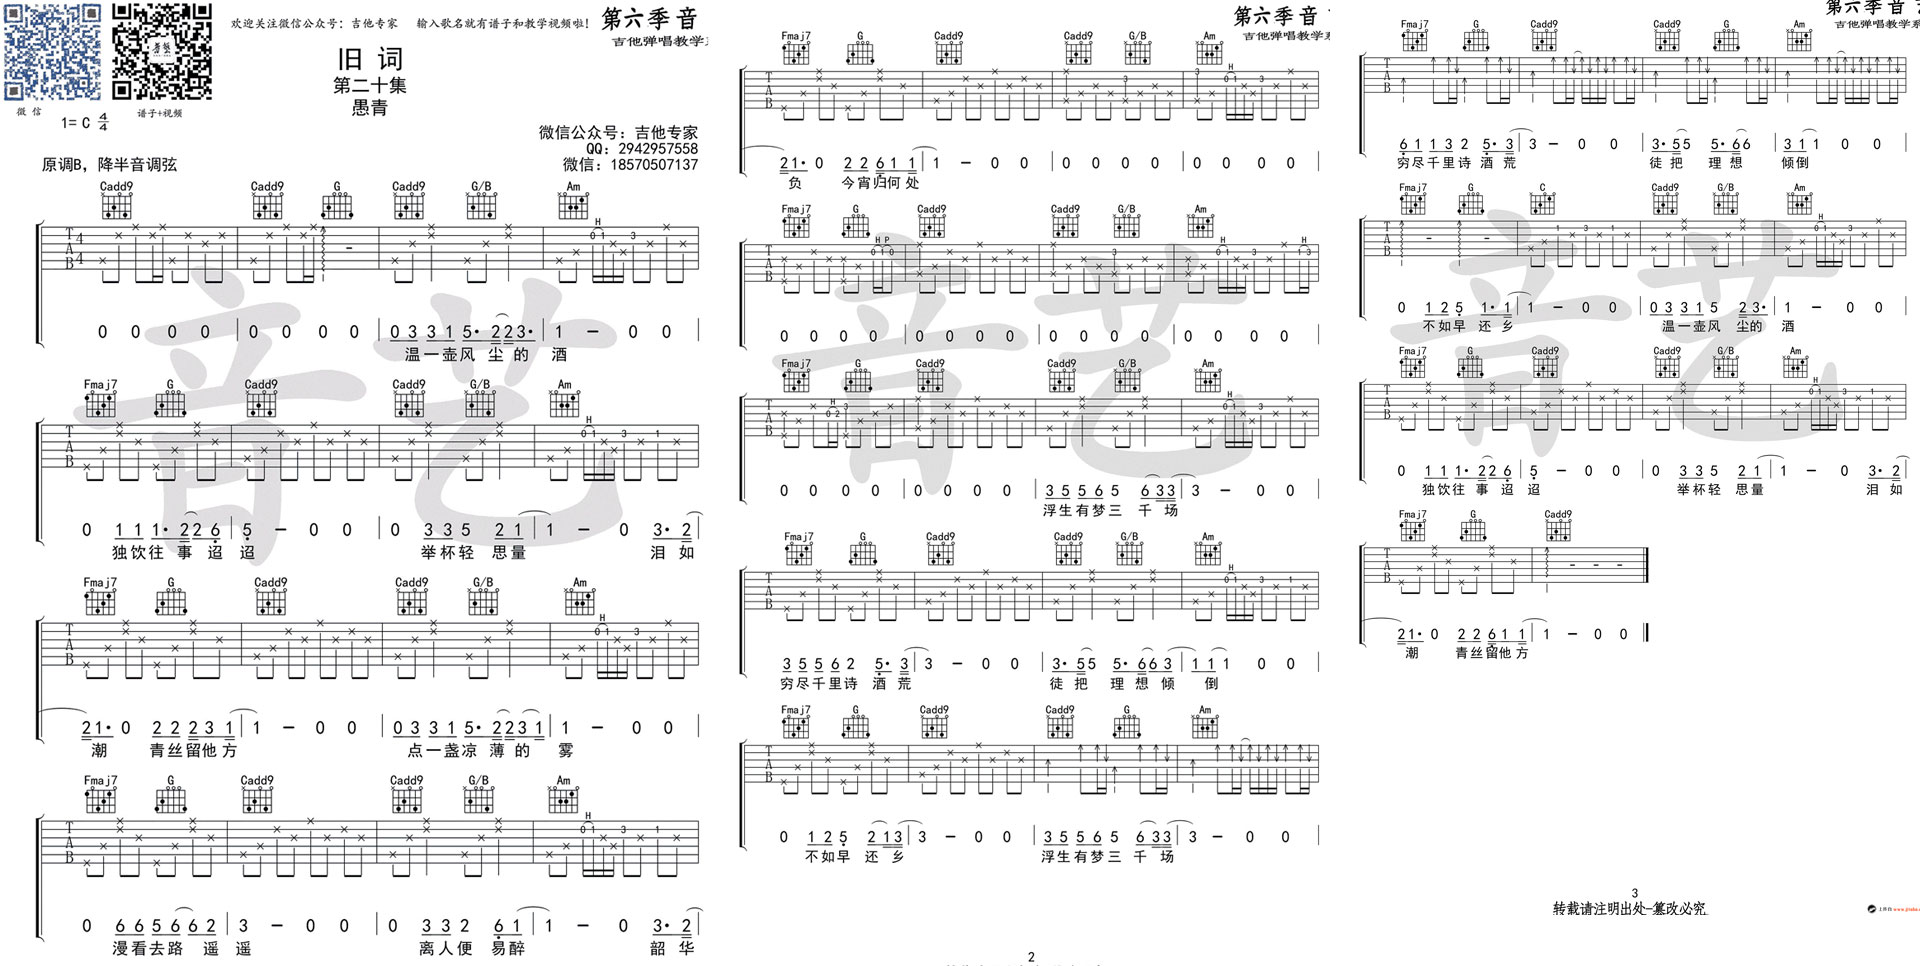 欢迎关注微信公众号：吉他专家 输入歌名就有谱子和教学视频啦！
第六季音
吉他弹唱教学系
旧 词
第二十集
愚青
微 信
谱子+视频
1= C 4/4
微信公众号：吉他专家
QQ：2942957558
微信：18570507137
原调B，降半音调弦
Cadd9 Cadd9 G Cadd9 G/B Am
0 0 0 0 0 0 0 0 0 3 3 1 5· 2 2 3· 1 — 0 0
温一壶风 尘 的 酒
Fmaj7 G Cadd9 Cadd9 G/B Am
0 1 1 1· 2 2 6 5 — 0 0 0 3 3 5 2 1 1 — 0 3· 2
独饮往 事 迢 迢 举杯轻 思量 泪 如
Fmaj7 G Cadd9 Cadd9 G/B Am
2 1· 0 2 2 2 3 1 1 — 0 0 0 3 3 1 5· 2 2 3 1 1 — 0 0
潮 青丝留他方 点一盏凉 薄 的 雾
Fmaj7 G Cadd9 Cadd9 G/B Am
0 6 6 5 6 6 2 3 — 0 0 0 3 3 2 6 1 1 — 0 3· 2
漫看去路 遥 遥 离人便 易醉 韶 华
第六季音
吉他弹唱教学系
Fmaj7 G Cadd9 Cadd9 G/B Am
2 1· 0 2 2 6 1 1 1 — 0 0 0 0 0 0 0 0 0 0
负 今宵归何处
Fmaj7 G Cadd9 Cadd9 G/B Am
0 0 0 0 0 0 0 0 0 0 0 0 0 0 0 0
Fmaj7 G Cadd9 Cadd9 G/B Am
0 0 0 0 0 0 0 0 3 5 5 6 5 6 3 3 3 — 0 0
浮生有梦三 千 场
Fmaj7 G Cadd9 Cadd9 G/B Am
3 5 5 6 2 5· 3 3 — 0 0 3· 5 5 5· 6 6 3 1 1 1 0 0
穷尽千里诗 酒 荒 徒 把 理 想 倾 倒
Fmaj7 G Cadd9 Cadd9 G Am
0 1 2 5 2 1 3 3 — 0 0 3 5 5 6 5 6 3 3 3 — 0 0
不如早 还 乡 浮生有梦三 千 场
2
第六季音
吉他弹唱教学系
Fmaj7 G Cadd9 Cadd9 G Am
6 1 1 3 2 5· 3 3 — 0 0 3· 5 5 5· 6 6 3 1 1 0 0
穷尽千里诗 酒 荒 徒 把 理 想 倾倒
Fmaj7 G C Cadd9 G/B Am
0 1 2 5 1· 1 1 — 0 0 0 3 3 1 5 2 3· 1 — 0 0
不如早 还 乡 温一壶风 尘的 酒
Fmaj7 G Cadd9 Cadd9 G/B Am
0 1 1 1· 2 2 6 5 — 0 0 0 3 3 5 2 1 1 — 0 3· 2
独饮往 事 迢 迢 举杯轻 思量 泪 如
Fmaj7 G Cadd9
2 1· 0 2 2 6 1 1 1 — 0 0
潮 青丝留他方
3
转载请注明出处-篡改必究
音艺
音艺
音艺